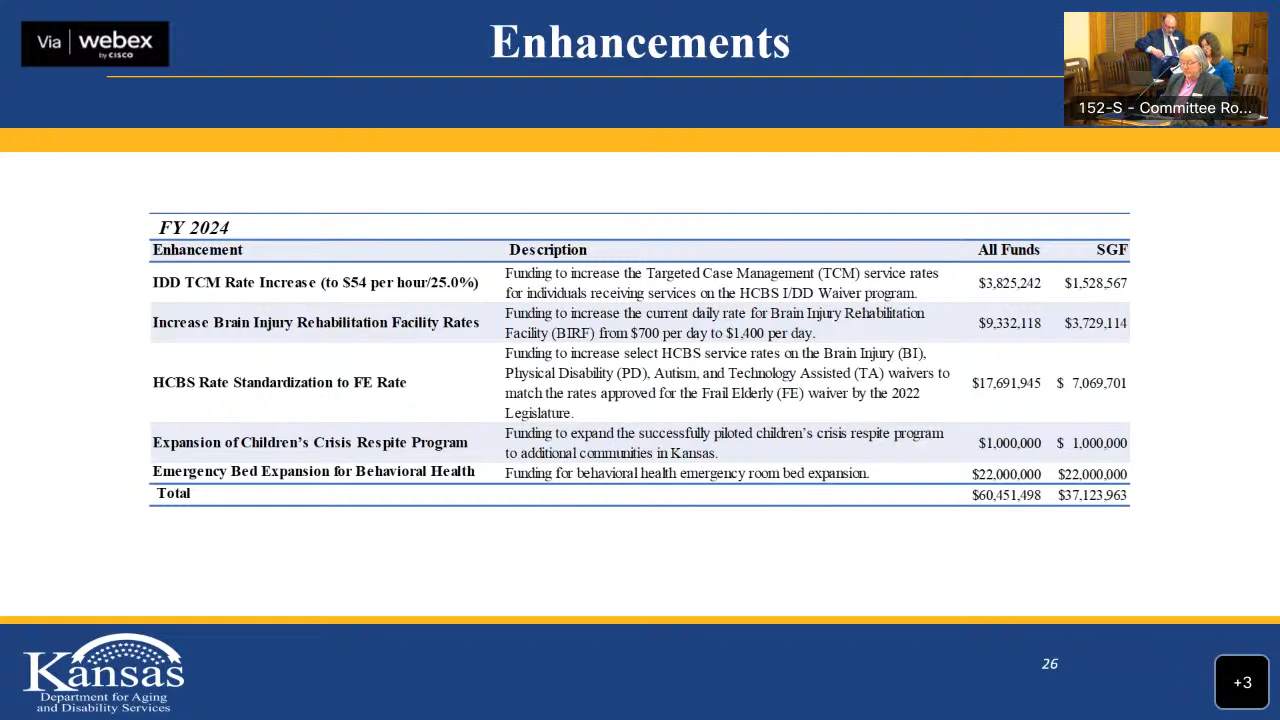 Via | webex
by CISCO
Enhancements
152-S - Committee Ro...
FY 2024
Enhancement Description All Funds SGF
IDD TCM Rate Increase (to $54 per hour/25.0%) Funding to increase the Targeted Case Management (TCM) service rates
for individuals receiving services on the HCBS I/DD Waiver program. $3,825,242 $1,528,567
Increase Brain Injury Rehabilitation Facility Rates Funding to increase the current daily rate for Brain Injury Rehabilitation
Facility (BIRF) from $700 per day to $1,400 per day. $9,332,118 $3,729,114
HCBS Rate Standardization to FE Rate Funding to increase select HCBS service rates on the Brain Injury (BI),
Physical Disability (PD), Autism, and Technology Assisted (TA) waivers to
match the rates approved for the Frail Elderly (FE) waiver by the 2022
Legislature. $17,691,945 $ 7,069,701
Expansion of Children's Crisis Respite Program Funding to expand the successfully piloted children's crisis respite program
to additional communities in Kansas. $1,000,000 $ 1,000,000
Emergency Bed Expansion for Behavioral Health Funding for behavioral health emergency room bed expansion. $22,000,000 $22,000,000
Total $60,451,498 $37,123,963
Kansas
Department for Aging
and Disability Services
26
+3